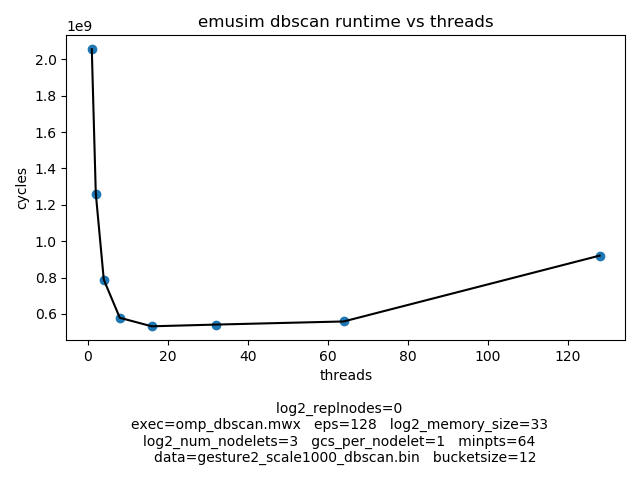 emusim dbscan runtime vs threads
1e9
2.0
1.8
1.6
1.4
1.2
1.0
0.8
0.6
cycles
0 20 40 60 80 100 120
threads
log2_replnodes=0
exec=omp_dbscan.mwx eps=128 log2_memory_size=33
log2_num_nodelets=3 gcs_per_nodelet=1 minpts=64
data=gesture2_scale1000_dbscan.bin bucketsize=12